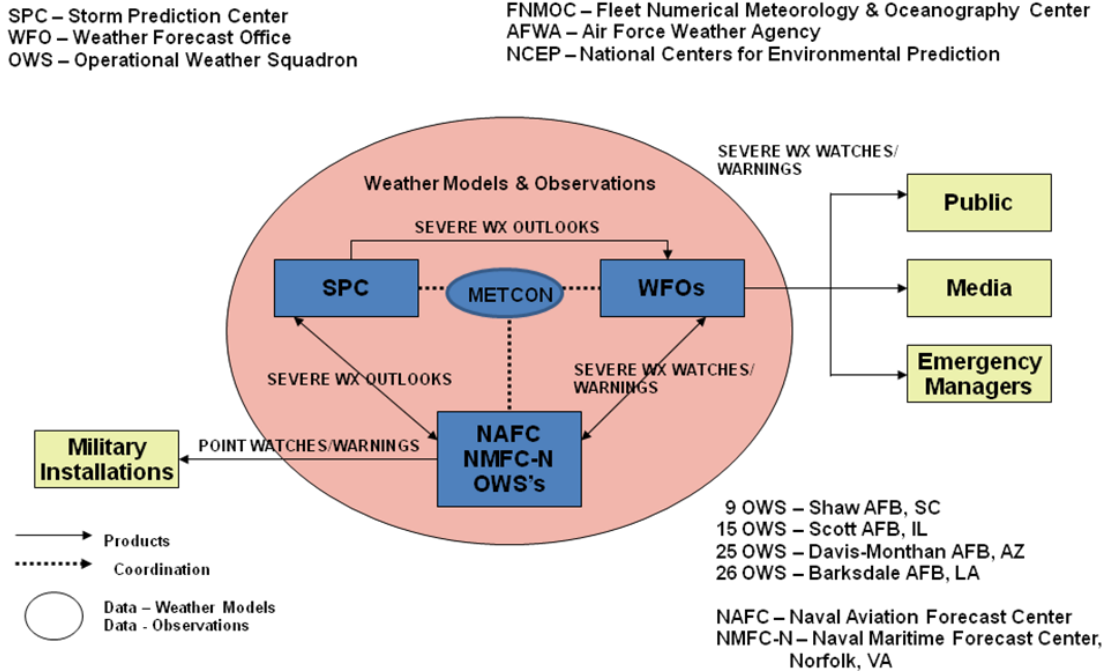 SPC – Storm Prediction Center
WFO – Weather Forecast Office
OWS – Operational Weather Squadron
FNMOC – Fleet Numerical Meteorology & Oceanography Center
AFWA – Air Force Weather Agency
NCEP – National Centers for Environmental Prediction
Weather Models & Observations
SEVERE WX OUTLOOKS
SPC
METCON
WFOs
SEVERE WX WATCHES/
WARNINGS
Public
Media
Emergency
Managers
SEVERE WX OUTLOOKS
SEVERE WX WATCHES/
WARNINGS
NAFC
NMFC-N
OWS's
POINT WATCHES/WARNINGS
Military
Installations
Products
Coordination
Data – Weather Models
Data - Observations
9 OWS – Shaw AFB, SC
15 OWS – Scott AFB, IL
25 OWS – Davis-Monthan AFB, AZ
26 OWS – Barksdale AFB, LA
NAFC – Naval Aviation Forecast Center
NMFC-N – Naval Maritime Forecast Center,
Norfolk, VA